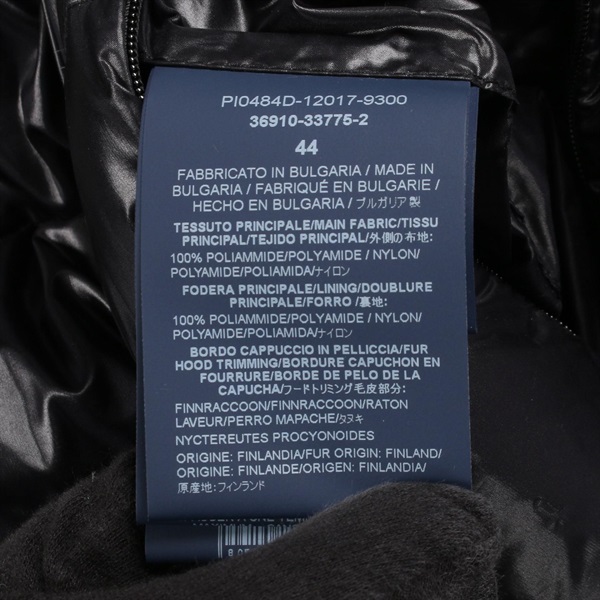 PI0484D-12017-9300
36910-33775-2
44
FABBRICATO IN BULGARIA / MADE IN
BULGARIA / FABRIQUÉ EN BULGARIE /
HECHO EN BULGARIA / ブルガリア製
TESSUTO PRINCIPALE/MAIN FABRIC/TISSU
PRINCIPAL/TEJIDO PRINCIPAL/外側の布地:
100% POLIAMMIDE/POLYAMIDE / NYLON/
POLYAMIDE/POLIAMIDA/ナイロン
FODERA PRINCIPALE/LINING/DOUBLURE
PRINCIPALE/FORRO / 裏地:
100% POLIAMMIDE/POLYAMIDE / NYLON/
POLYAMIDE/POLIAMIDA/ナイロン
BORDO CAPPUCCIO IN PELLICCIA/FUR
HOOD TRIMMING/BORDURE CAPUCHON EN
FOURRURE/BORDE DE PELO DE LA
CAPUCHA/フードトリミング毛皮部分:
FINNRACCOON/FINNRACCOON/RATON
LAVEUR/PERRO MAPACHE/タヌキ
NYCTEREUTES PROCYONOIDES
ORIGINE: FINLANDIA/FUR ORIGIN: FINLAND/
ORIGINE: FINLANDE/ORIGEN: FINLANDIA/
原産地:フィンランド